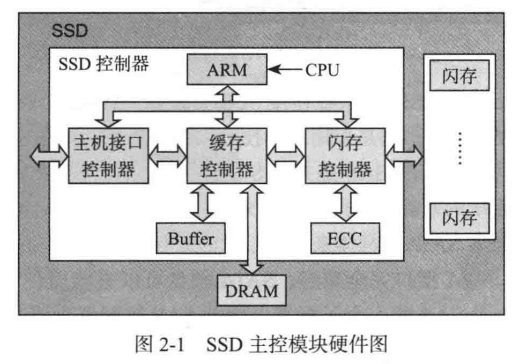 SSD
SSD 控制器
ARM
CPU
闪存
主机接口
控制器
缓存
控制器
闪存
控制器
……
Buffer
ECC
闪存
DRAM
图 2-1 SSD 主控模块硬件图